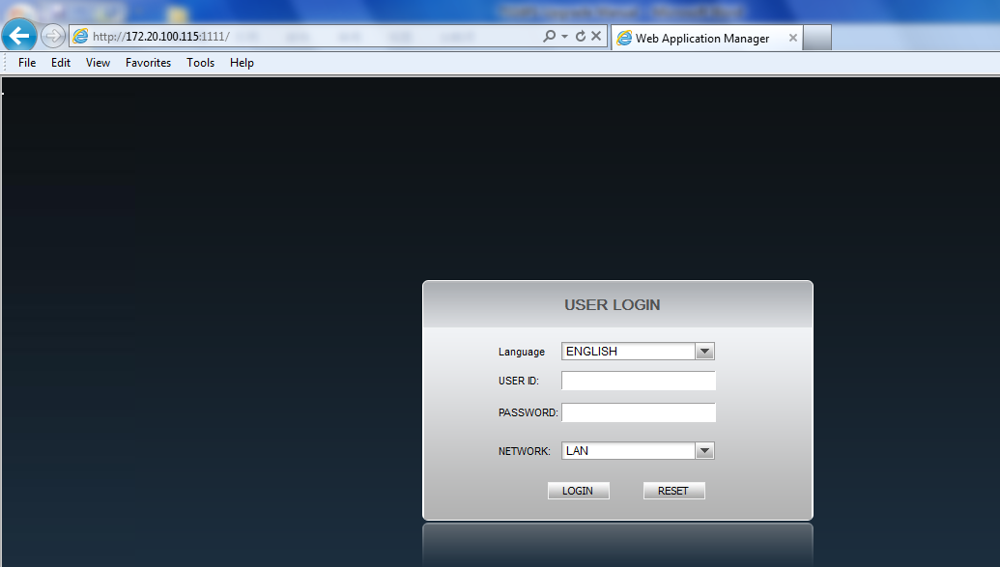 http://172.20.100.115:1111/
Web Application Manager
File Edit View Favorites Tools Help
USER LOGIN
Language ENGLISH
USER ID:
PASSWORD:
NETWORK: LAN
LOGIN RESET